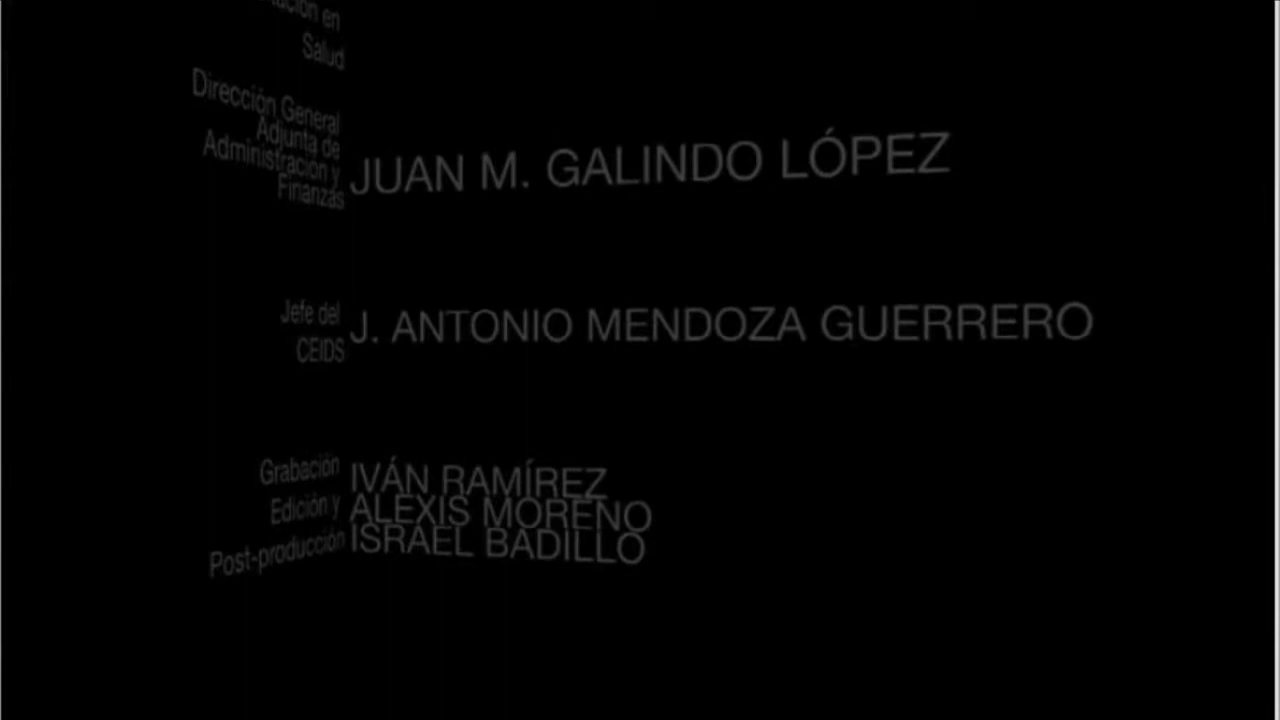 en
Salud
Dirección General
Adjunta de
Administración y
Finanzas
JUAN M. GALINDO LÓPEZ
Jefe del
CEIDS
J. ANTONIO MENDOZA GUERRERO
Grabación
Edición y
Post-producción
IVÁN RAMÍREZ
ALEXIS MORENO
ISRAEL BADILLO